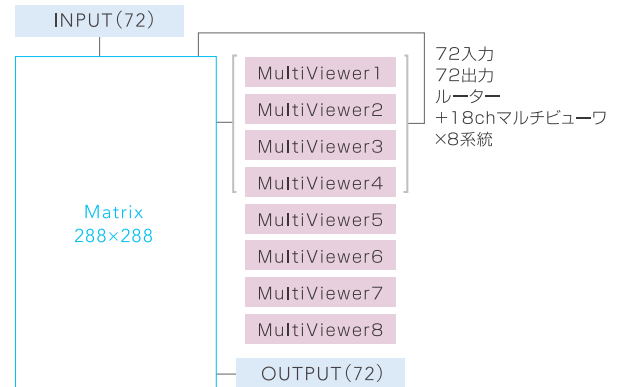 INPUT(72)
MultiViewer1
MultiViewer2
MultiViewer3
MultiViewer4
MultiViewer5
MultiViewer6
MultiViewer7
MultiViewer8
72入力
72出力
ルーター
+18chマルチビューワ
×8系統
Matrix
288×288
OUTPUT(72)